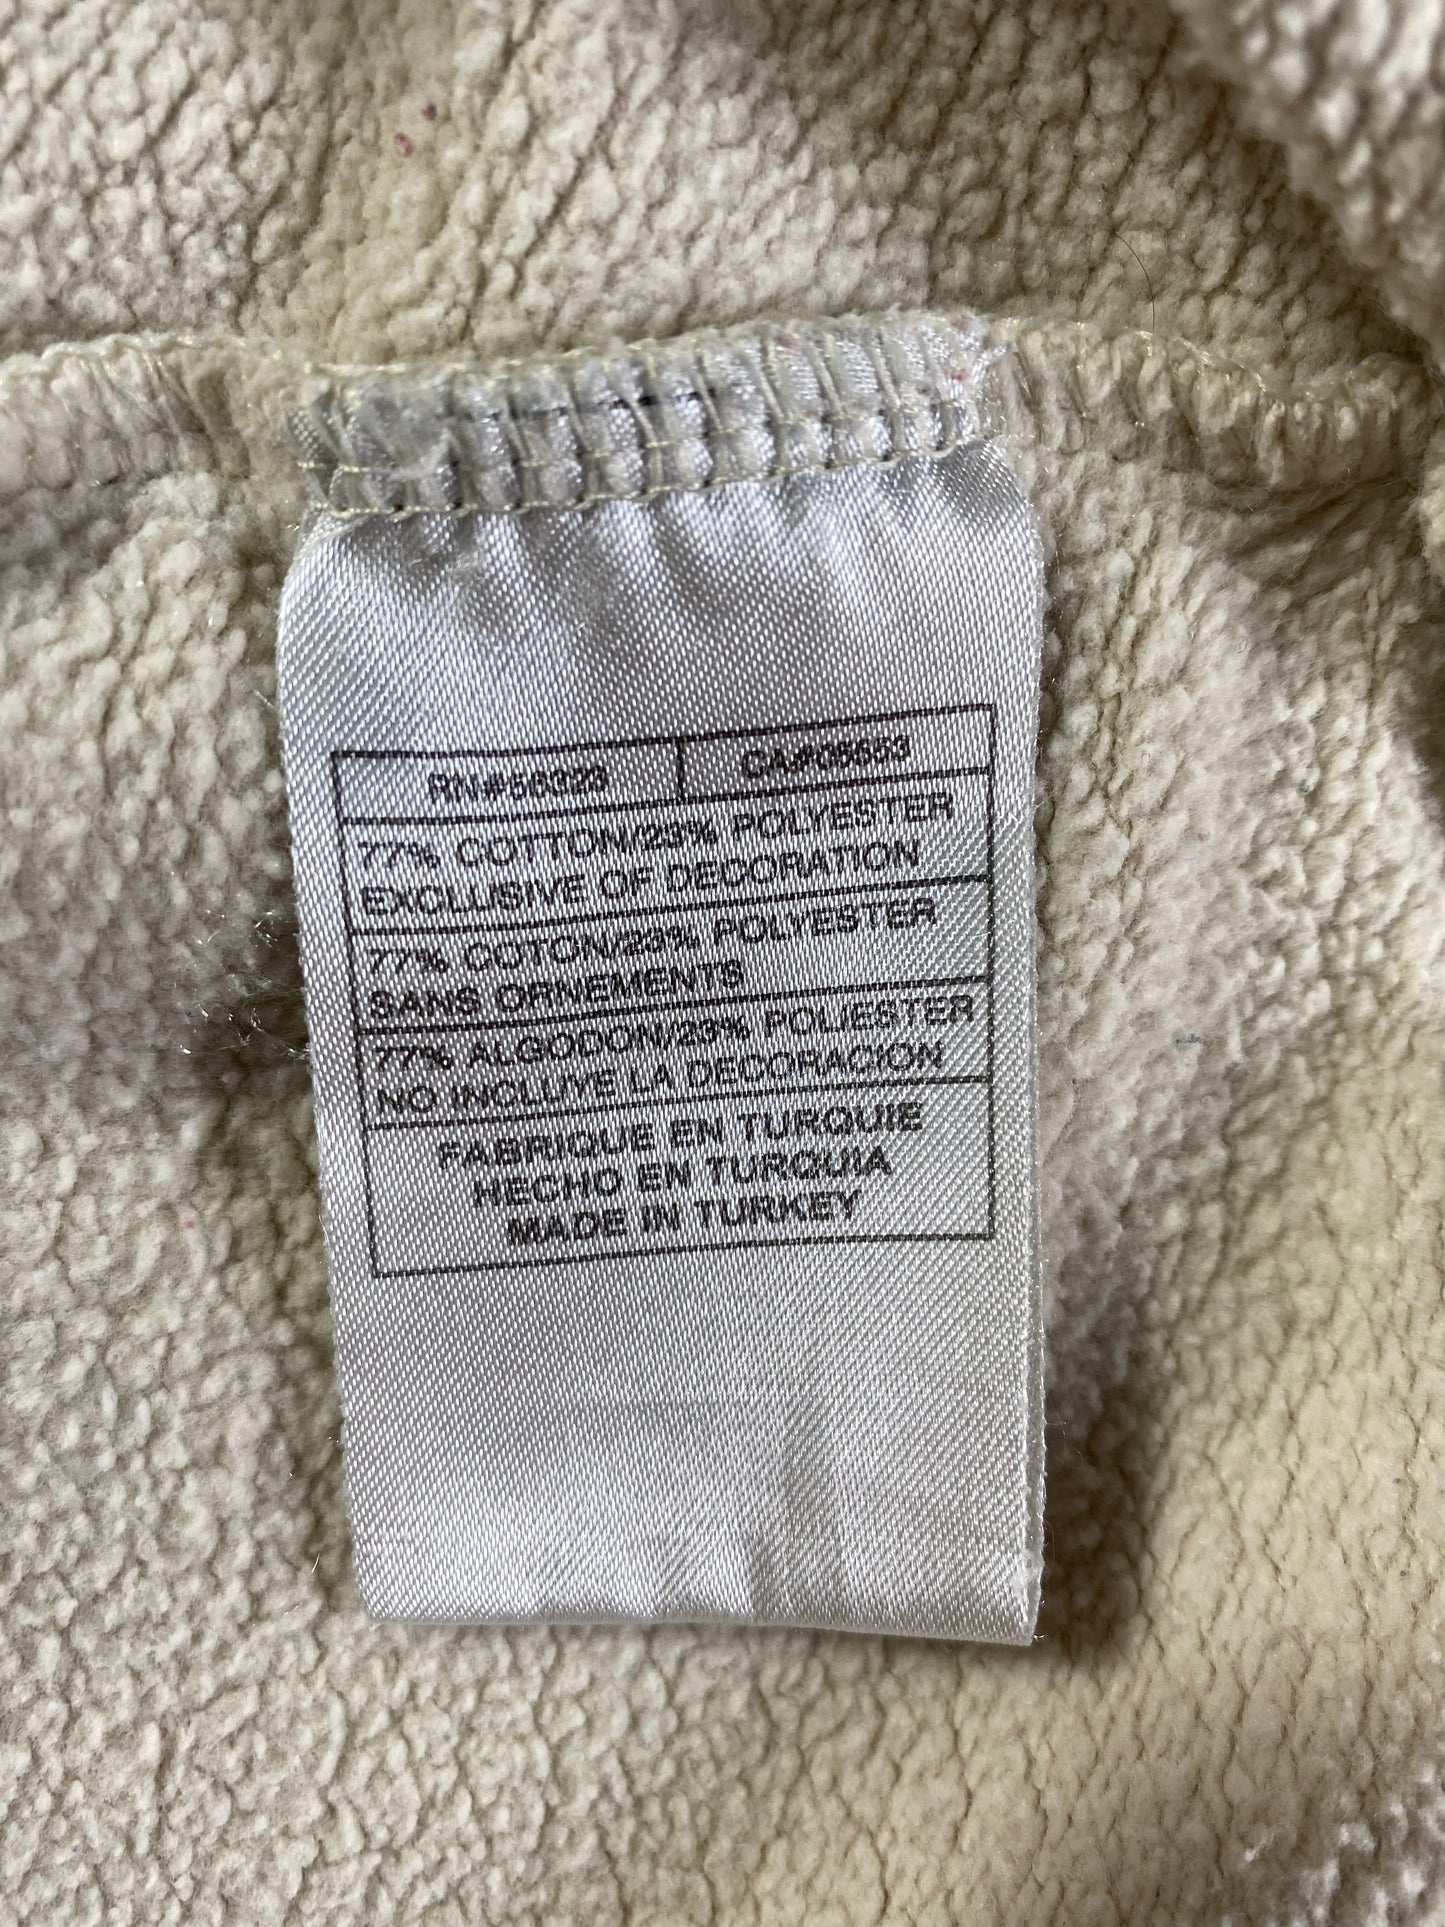 RN#56323 CA#05553
77% COTTON/23% POLYESTER
EXCLUSIVE OF DECORATION
77% COTON/23% POLYESTER
SANS ORNEMENTS
77% ALGODON/23% POLIESTER
NO INCLUYE LA DECORACION
FABRIQUE EN TURQUIE
HECHO EN TURQUIA
MADE IN TURKEY